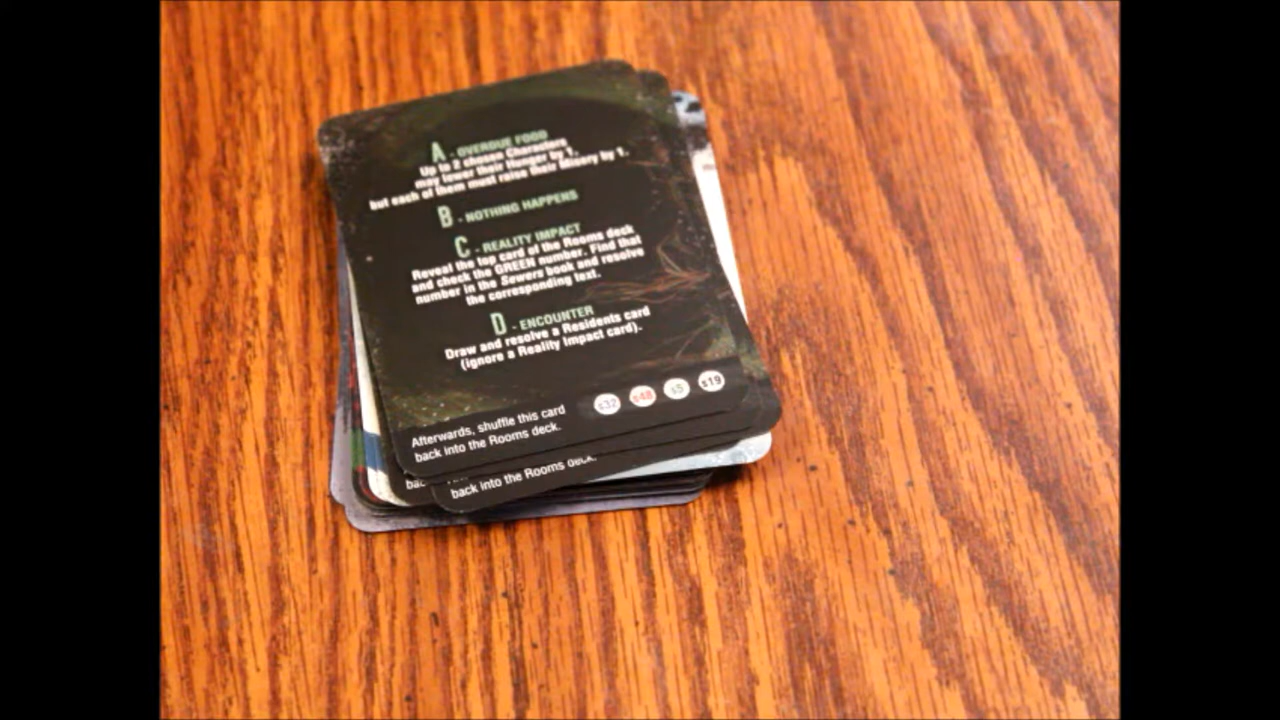 A - OVERDUE FOOD
Up to 2 chosen Characters
may lower their Hunger by 1,
but each of them must raise their Misery by 1.
B - NOTHING HAPPENS
C - REALITY IMPACT
Reveal the top card of the Rooms deck
and check the GREEN number. Find that
number in the Sewers book and resolve
the corresponding text.
D - ENCOUNTER
Draw and resolve a Residents card
(ignore a Reality Impact card).
s32 s48 s5 s19
Afterwards, shuffle this card
back into the Rooms deck.
back into the Rooms deck.